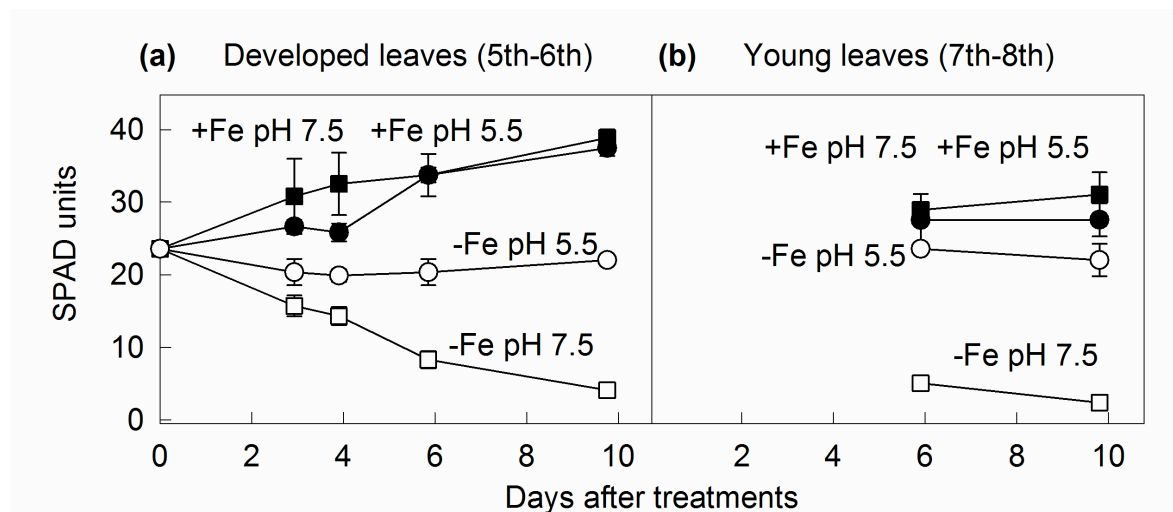 (a) Developed leaves (5th-6th)
(b) Young leaves (7th-8th)
SPAD units
40
30
20
10
0
+Fe pH 7.5 +Fe pH 5.5
-Fe pH 5.5
-Fe pH 7.5
+Fe pH 7.5 +Fe pH 5.5
-Fe pH 5.5
-Fe pH 7.5
0 2 4 6 8 10
2 4 6 8 10
Days after treatments